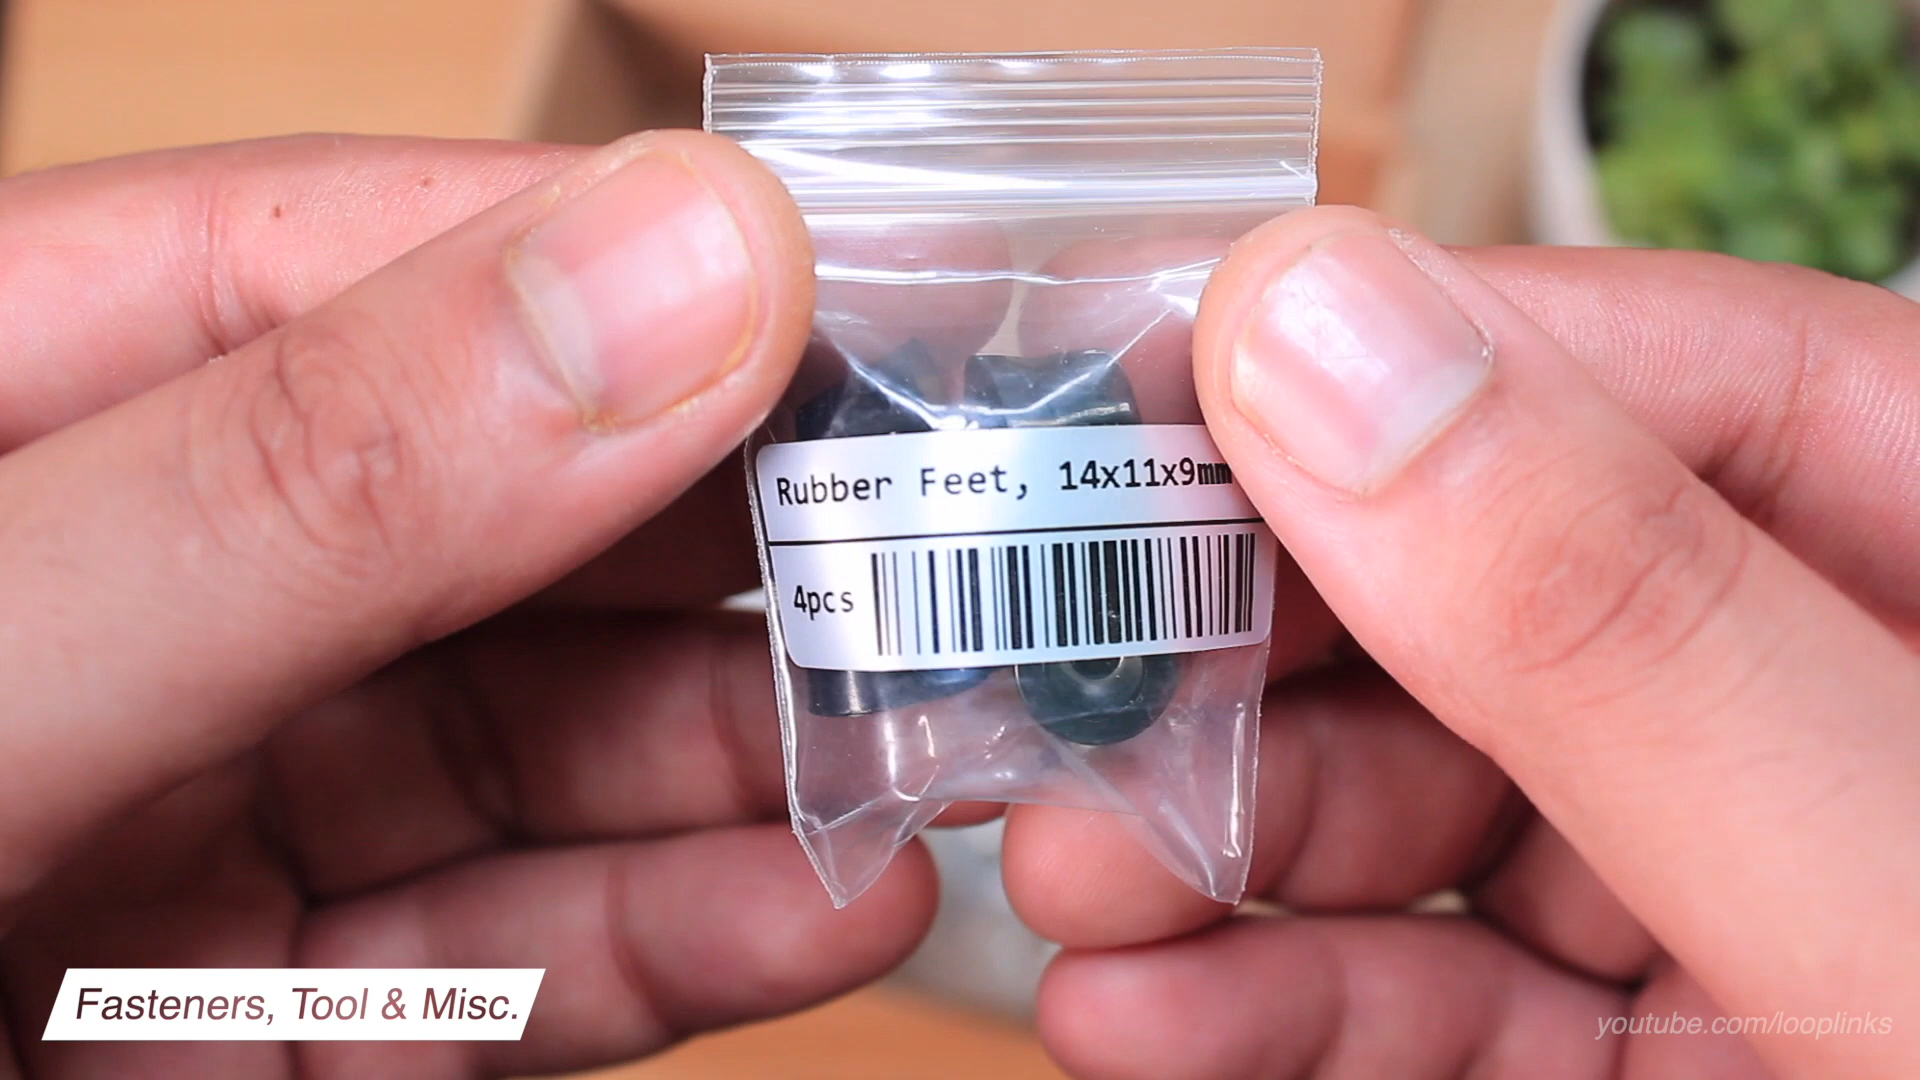 Rubber Feet, 14x11x9mm
4pcs
Fasteners, Tool & Misc.
youtube.com/looplinks